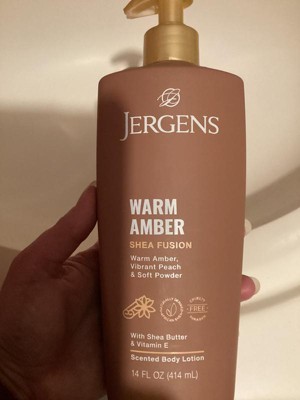 JERGENS
WARM
AMBER
SHEA FUSION
Warm Amber,
Vibrant Peach
& Soft Powder
FREE
With Shea Butter
& Vitamin E
Scented Body Lotion
14 FL OZ (414 mL)